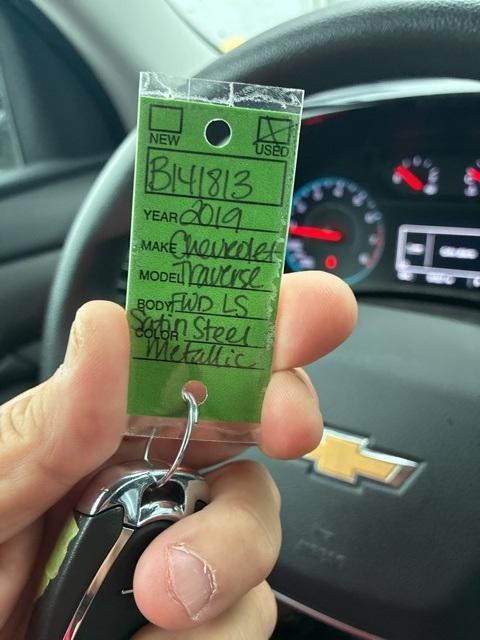 NEW USED
B141813
YEAR 2019
MAKE Chevrolet
MODEL Traverse
BODY FWD LS
COLOR Satin Steel
Metallic